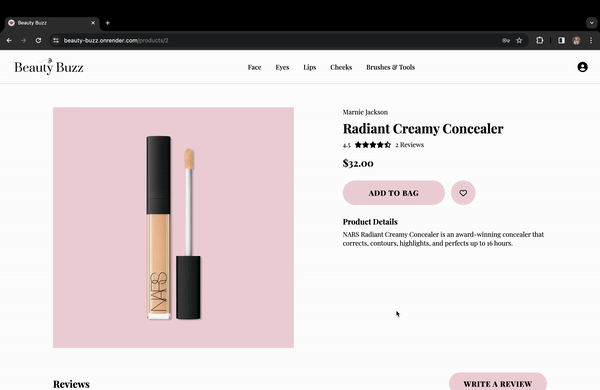 Beauty Buzz
beauty-buzz.onrender.com/products/2
Beauty Buzz
Face Eyes Lips Cheeks Brushes & Tools
Marnie Jackson
Radiant Creamy Concealer
4.5 2 Reviews
$32.00
ADD TO BAG
Product Details
NARS Radiant Creamy Concealer is an award-winning concealer that
corrects, contours, highlights, and perfects up to 16 hours.
NARS
Reviews
WRITE A REVIEW